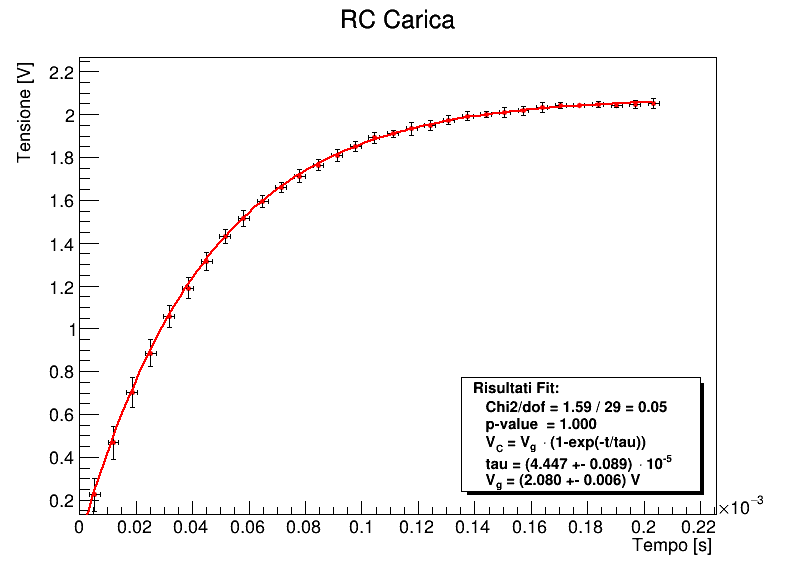 RC Carica
Tensione [V]
2.2
2
1.8
1.6
1.4
1.2
1
0.8
0.6
0.4
0.2
Risultati Fit:
Chi2/dof = 1.59 / 29 = 0.05
p-value = 1.000
V_C = V_g · (1-exp(-t/tau))
tau = (4.447 +- 0.089) · 10^-5
V_g = (2.080 +- 0.006) V
0 0.02 0.04 0.06 0.08 0.1 0.12 0.14 0.16 0.18 0.2 0.22
×10^−3
Tempo [s]